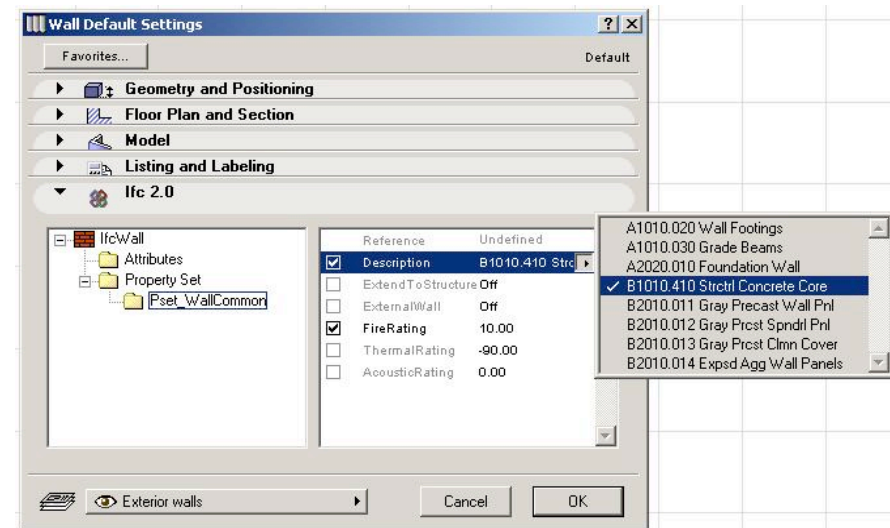 Wall Default Settings
Favorites...
Default
Geometry and Positioning
Floor Plan and Section
Model
Listing and Labeling
Ifc 2.0
IfcWall
Attributes
Property Set
Pset_WallCommon
Reference Undefined
Description B1010.410 Strc
ExtendToStructure Off
ExternalWall Off
FireRating 10.00
ThermalRating -90.00
AcousticRating 0.00
A1010.020 Wall Footings
A1010.030 Grade Beams
A2020.010 Foundation Wall
B1010.410 Strctrl Concrete Core
B2010.011 Gray Precast Wall Pnl
B2010.012 Gray Prcst Spndrl Pnl
B2010.013 Gray Prcst Clmn Cover
B2010.014 Expsd Agg Wall Panels
Exterior walls
Cancel
OK